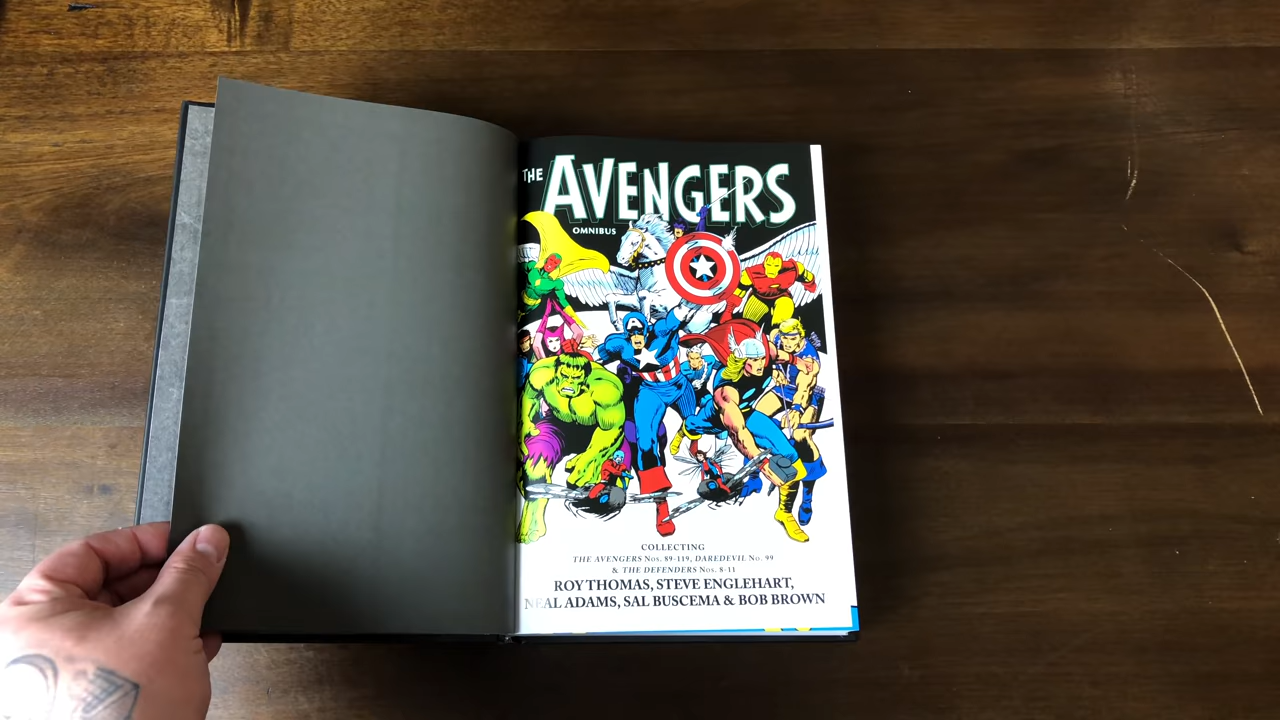 THE AVENGERS
OMNIBUS
COLLECTING
THE AVENGERS Nos. 89-119, DAREDEVIL No. 99
& THE DEFENDERS Nos. 8-11
ROY THOMAS, STEVE ENGLEHART,
NEAL ADAMS, SAL BUSCEMA & BOB BROWN